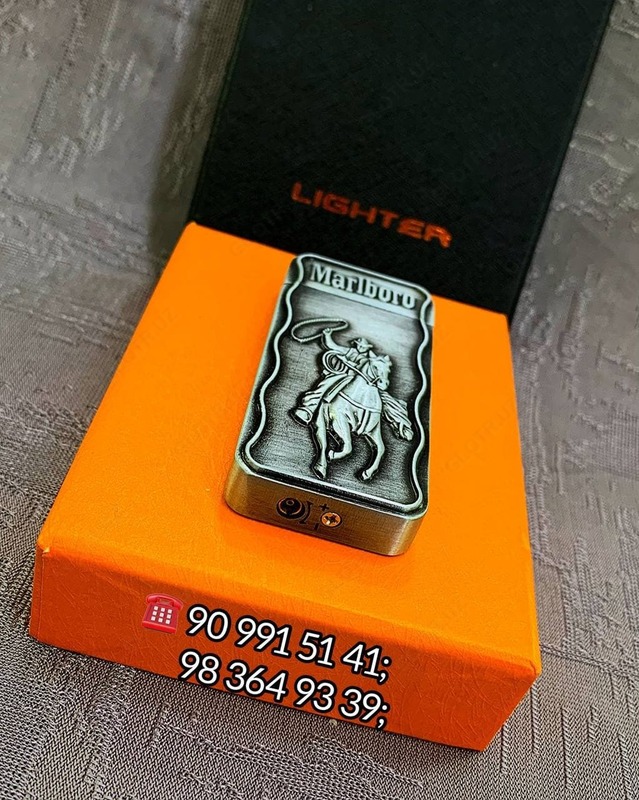 LIGHTER
Marlboro
☎️ 90 991 51 41;
98 364 93 39;